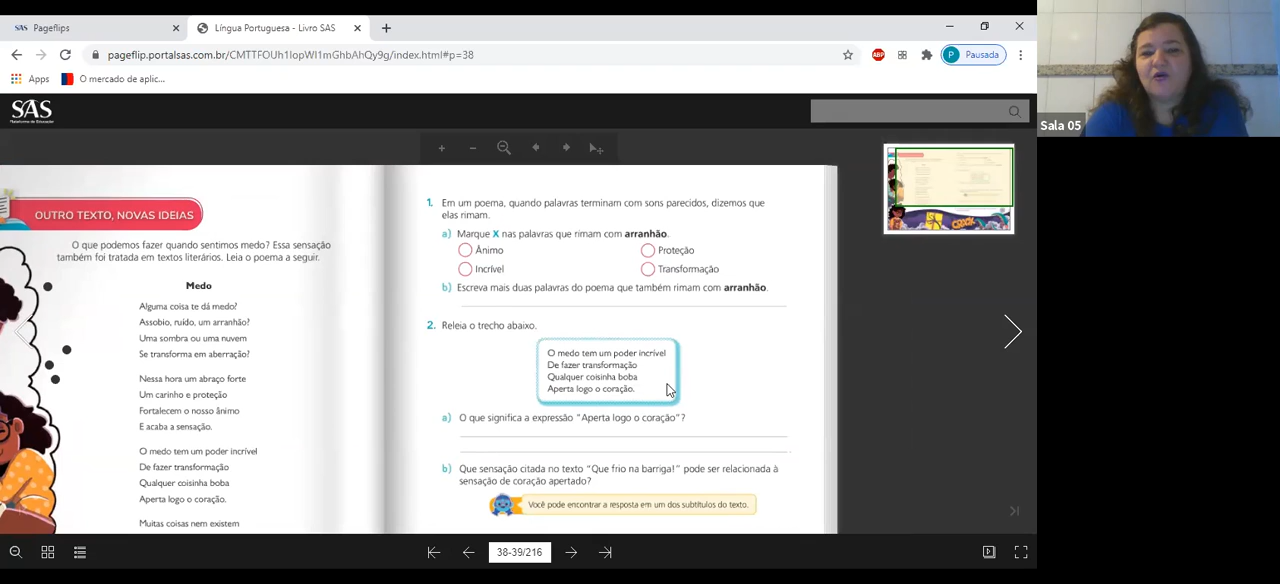 SAS Pageflips
Língua Portuguesa - Livro SAS
pageflip.portalsas.com.br/CMTTFOUh1lopWI1mGhbAhQy9g/index.html#p=38
ABP
P Pausada
Apps
O mercado de aplic...
SAS
Plataforma de Educação
Sala 05
OUTRO TEXTO, NOVAS IDEIAS
O que podemos fazer quando sentimos medo? Essa sensação
também foi tratada em textos literários. Leia o poema a seguir.
Medo
Alguma coisa te dá medo?
Assobio, ruído, um arranhão?
Uma sombra ou uma nuvem
Se transforma em aberração?
Nessa hora um abraço forte
Um carinho e proteção
Fortalecem o nosso ânimo
E acaba a sensação.
O medo tem um poder incrível
De fazer transformação
Qualquer coisinha boba
Aperta logo o coração.
Muitas coisas nem existem
1. Em um poema, quando palavras terminam com sons parecidos, dizemos que
elas rimam.
a) Marque X nas palavras que rimam com arranhão.
Ânimo
Proteção
Incrível
Transformação
b) Escreva mais duas palavras do poema que também rimam com arranhão.
2. Releia o trecho abaixo.
O medo tem um poder incrível
De fazer transformação
Qualquer coisinha boba
Aperta logo o coração.
a) O que significa a expressão "Aperta logo o coração"?
b) Que sensação citada no texto "Que frio na barriga!" pode ser relacionada à
sensação de coração apertado?
Você pode encontrar a resposta em um dos subtítulos do texto.
38-39/216